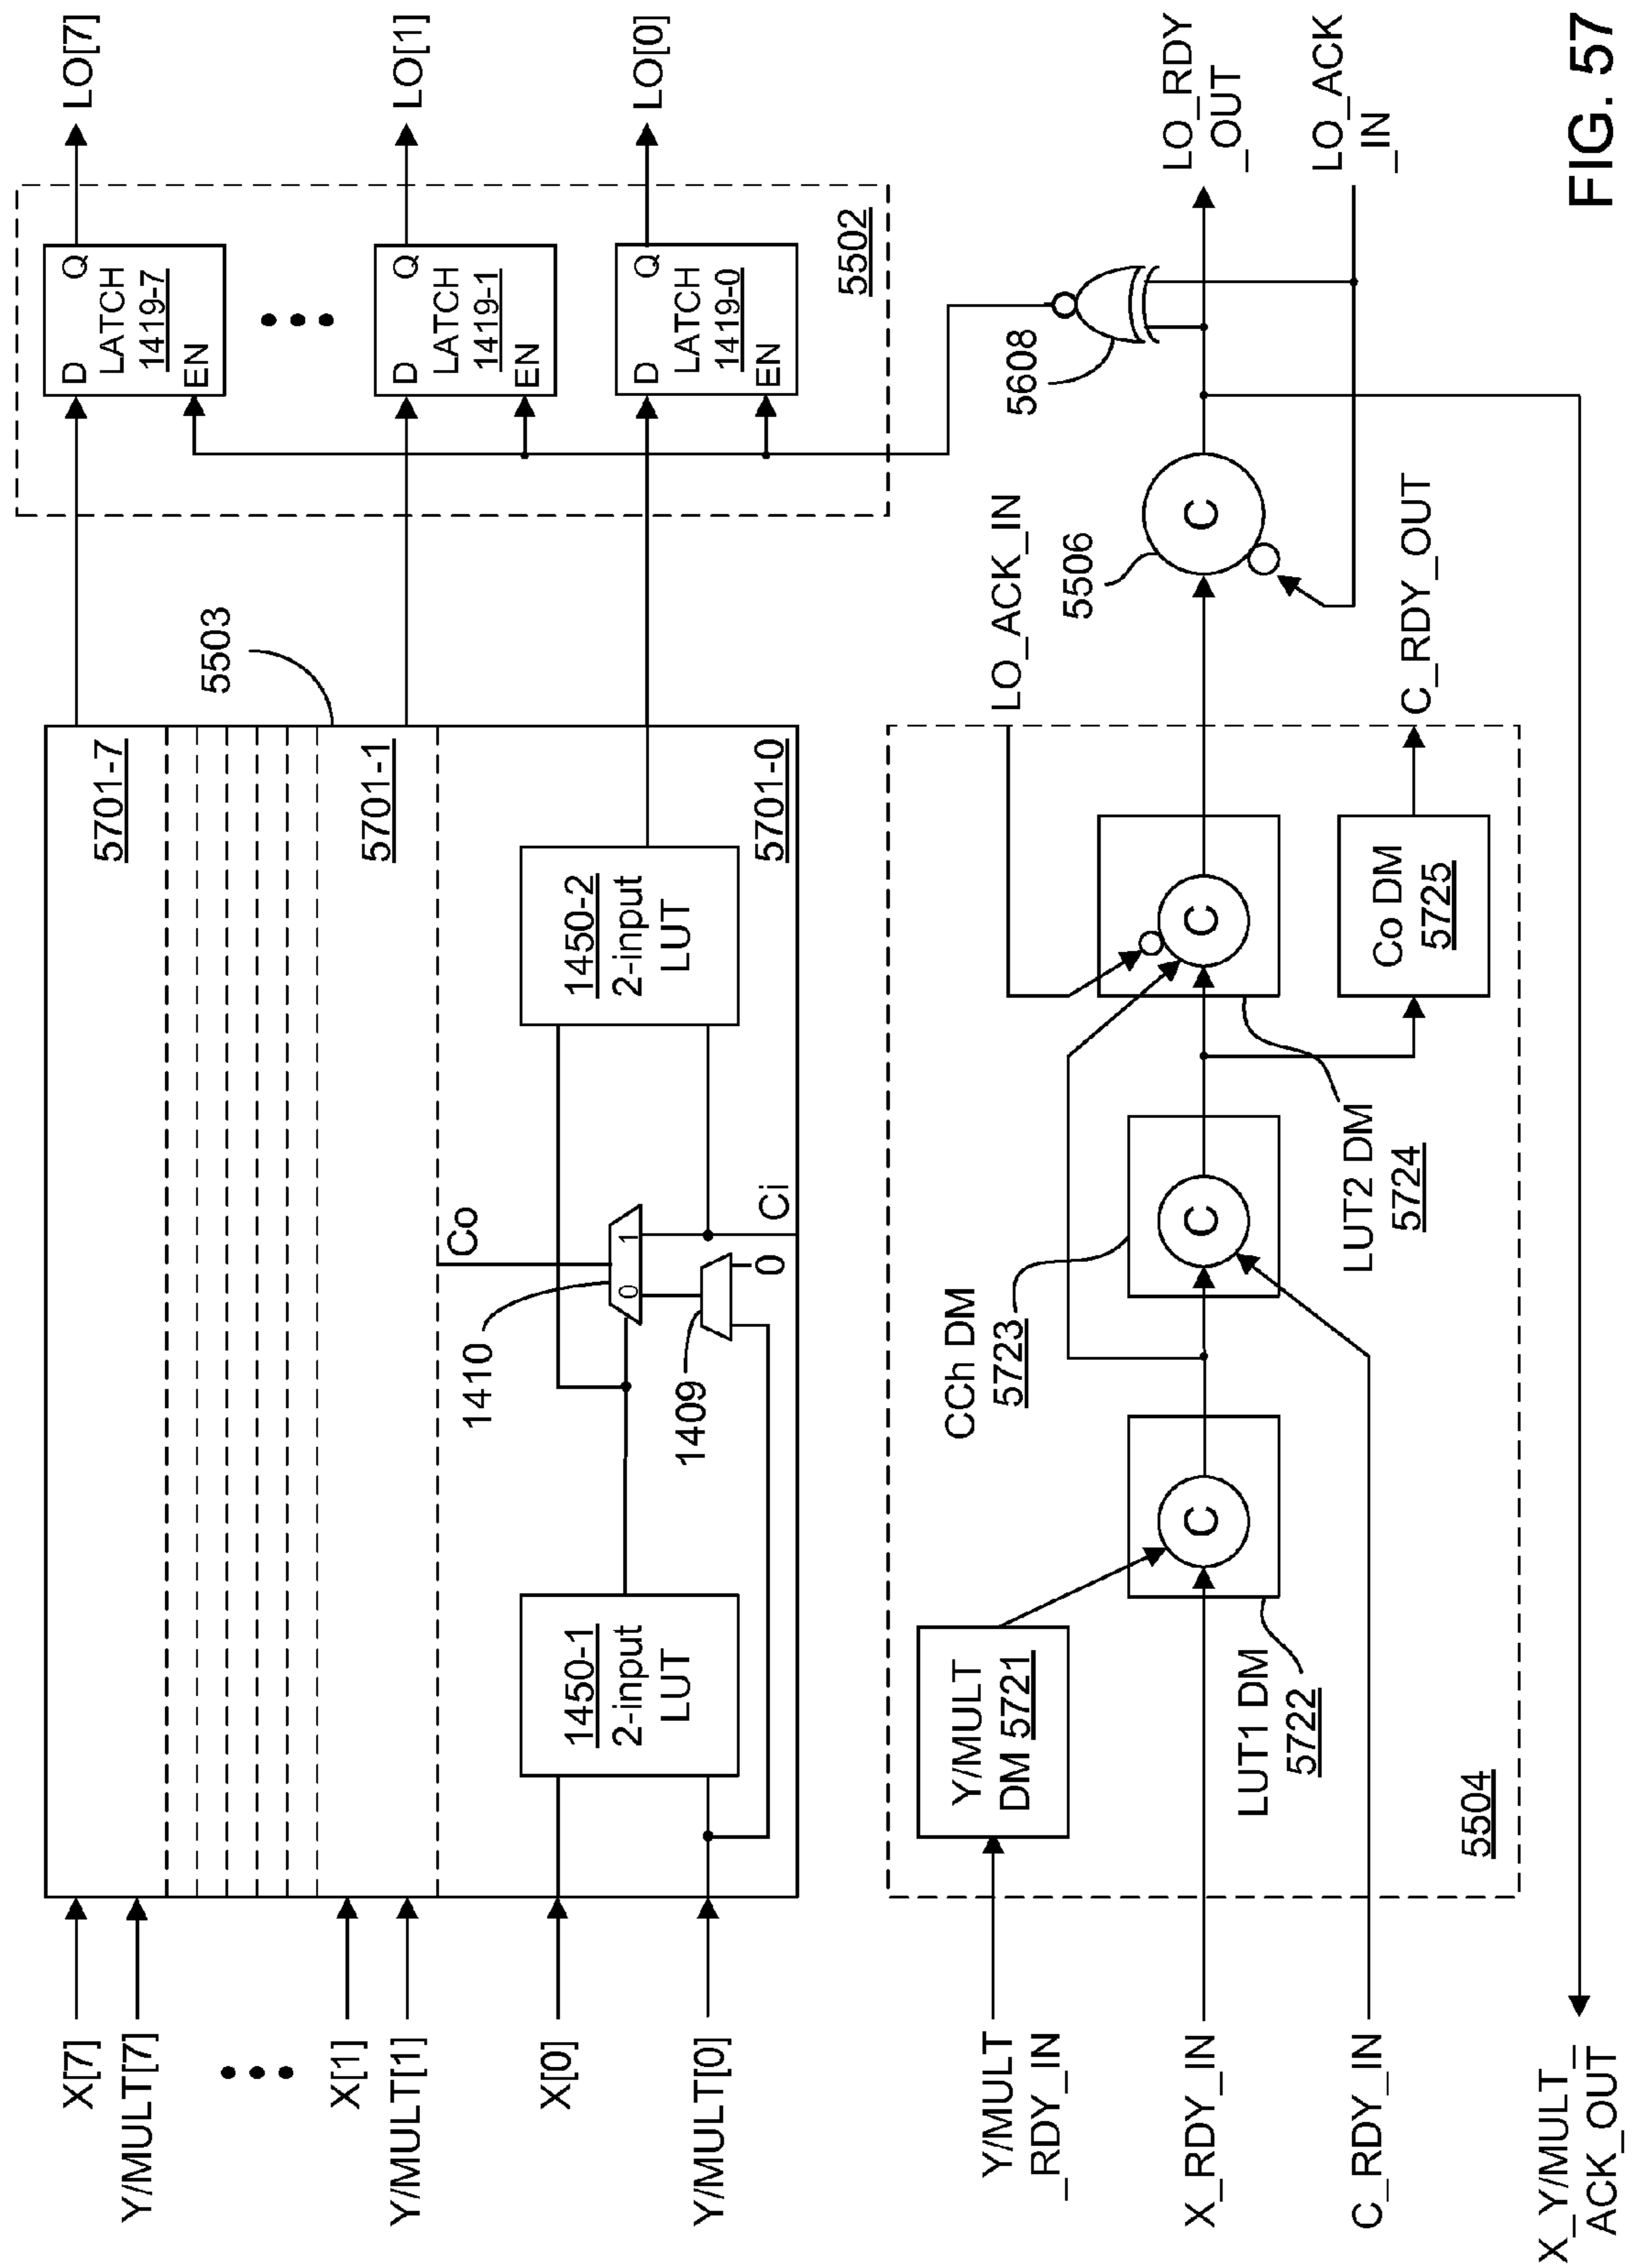 X[7]
Y/MULT[7]
X[1]
Y/MULT[1]
X[0]
Y/MULT[0]
5701-7
5701-1
5701-0
5503
1450-1
2-input
LUT
1450-2
2-input
LUT
Co
1410
0
1
1409
0
Ci
D Q
LATCH
1419-7
EN
D Q
LATCH
1419-1
EN
D Q
LATCH
1419-0
EN
5502
LO[7]
LO[1]
LO[0]
Y/MULT
_RDY_IN
X_RDY_IN
C_RDY_IN
X_Y/MULT_
ACK_OUT
Y/MULT
DM 5721
C
LUT1 DM
5722
CCh DM
5723
C
C
LUT2 DM
5724
Co DM
5725
5504
LO_ACK_IN
C_RDY_OUT
5506
C
5608
LO_RDY
_OUT
LO_ACK
_IN
FIG. 57